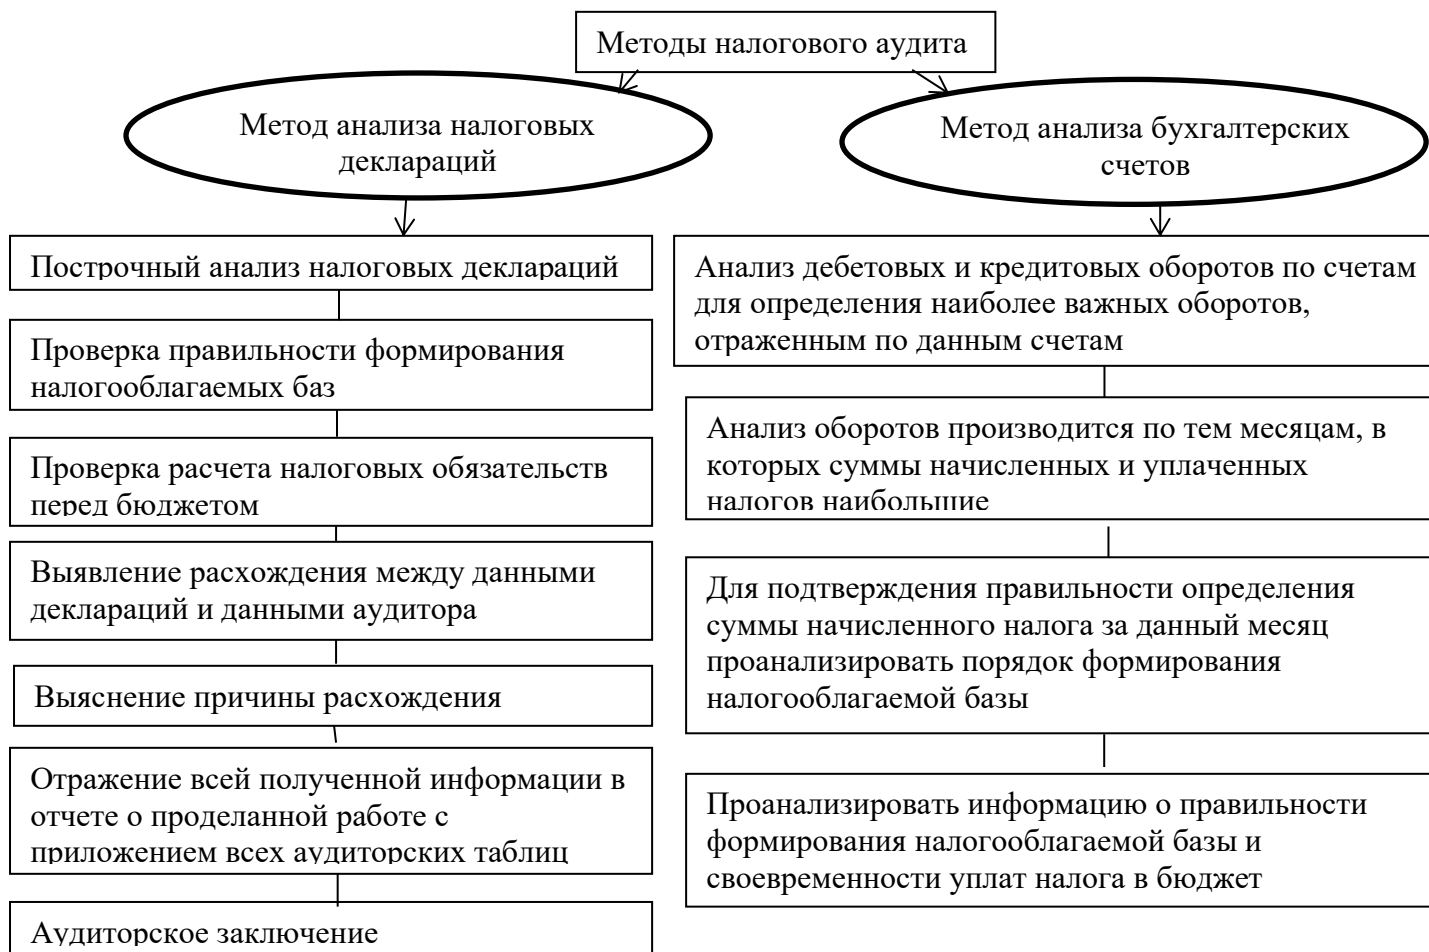 Методы налогового аудита
Метод анализа налоговых
деклараций
Построчный анализ налоговых деклараций
Проверка правильности формирования
налогооблагаемых баз
Проверка расчета налоговых обязательств
перед бюджетом
Выявление расхождения между данными
деклараций и данными аудитора
Выяснение причины расхождения
Отражение всей полученной информации в
отчете о проделанной работе с
приложением всех аудиторских таблиц
Аудиторское заключение
Метод анализа бухгалтерских
счетов
Анализ дебетовых и кредитовых оборотов по счетам
для определения наиболее важных оборотов,
отраженным по данным счетам
Анализ оборотов производится по тем месяцам, в
которых суммы начисленных и уплаченных
налогов наибольшие
Для подтверждения правильности определения
суммы начисленного налога за данный месяц
проанализировать порядок формирования
налогооблагаемой базы
Проанализировать информацию о правильности
формирования налогооблагаемой базы и
своевременности уплат налога в бюджет